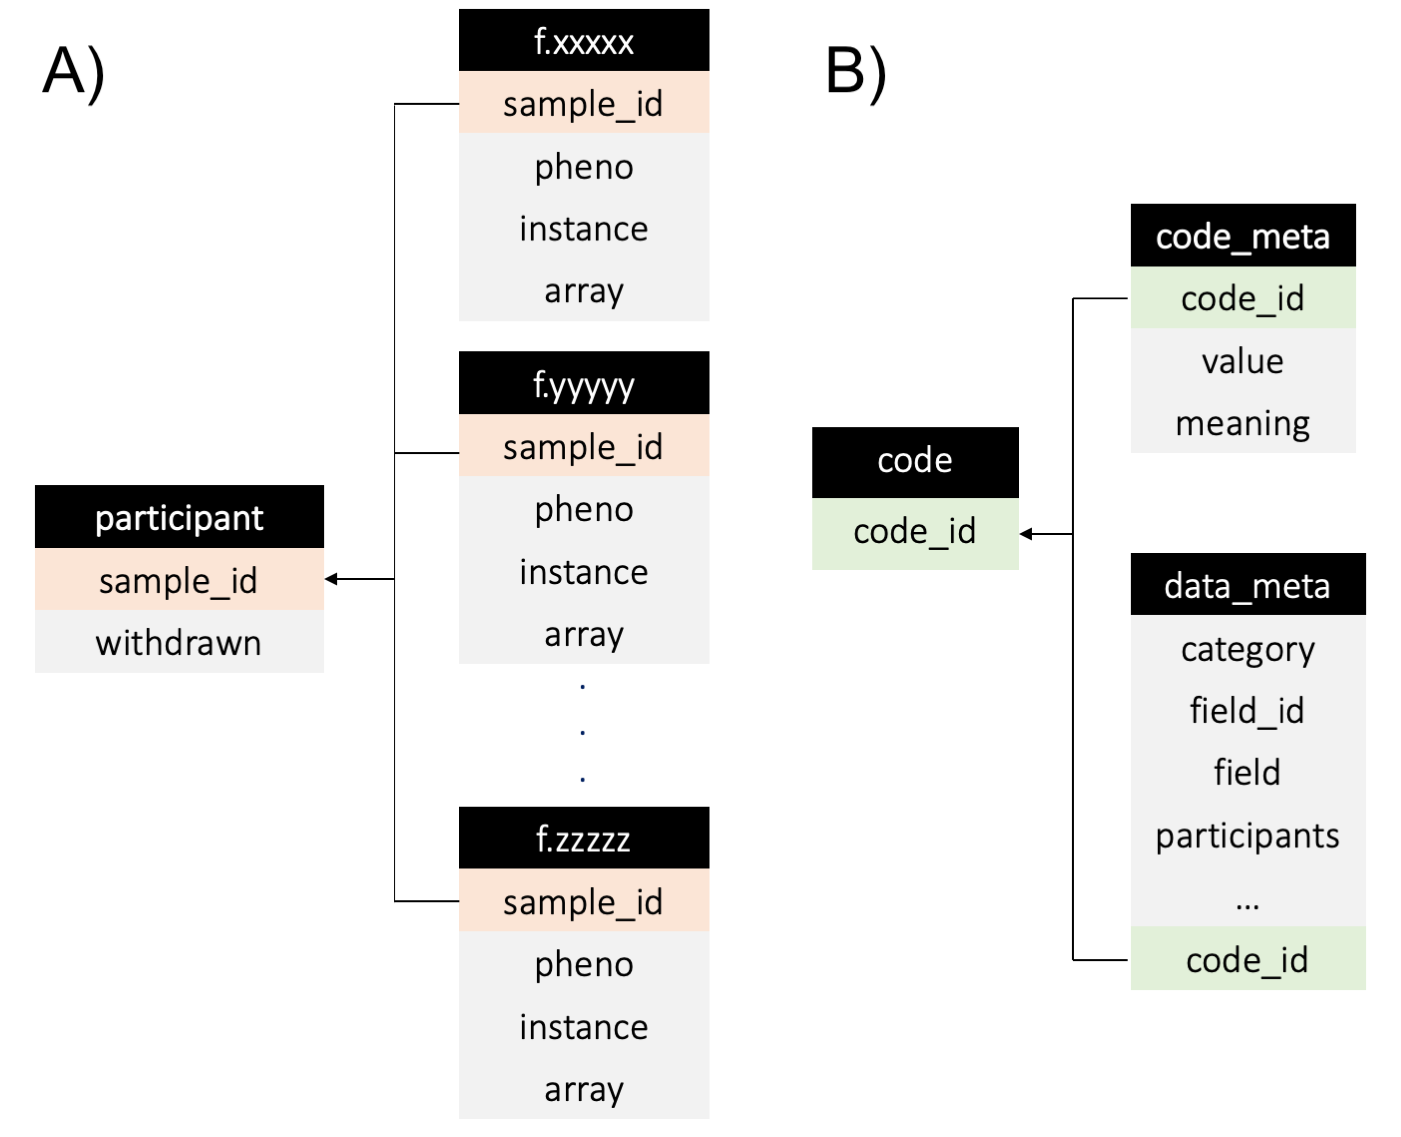 A)
f.xxxxx
sample_id
pheno
instance
array
f.yyyyy
sample_id
pheno
instance
array
.
.
.
f.zzzzz
sample_id
pheno
instance
array
participant
sample_id
withdrawn
B)
code_meta
code_id
value
meaning
code
code_id
data_meta
category
field_id
field
participants
...
code_id